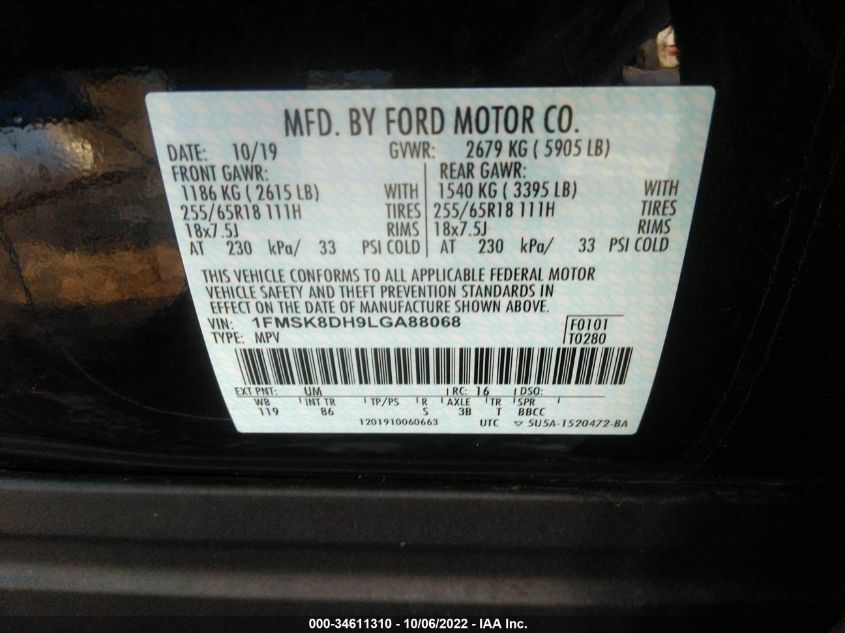 MFD. BY FORD MOTOR CO.
DATE: 10/19 GVWR: 2679 KG ( 5905 LB)
FRONT GAWR: REAR GAWR:
1186 KG ( 2615 LB) WITH 1540 KG ( 3395 LB) WITH
255/65R18 111H TIRES 255/65R18 111H TIRES
18x7.5J RIMS 18x7.5J RIMS
AT 230 kPa/ 33 PSI COLD AT 230 kPa/ 33 PSI COLD
THIS VEHICLE CONFORMS TO ALL APPLICABLE FEDERAL MOTOR
VEHICLE SAFETY AND THEFT PREVENTION STANDARDS IN
EFFECT ON THE DATE OF MANUFACTURE SHOWN ABOVE.
VIN: 1FMSK8DH9LGA88068 F0101
TYPE: MPV T0280
EXT PNT: UM RC: 16 DSO:
WB INT TR TP/PS R AXLE TR SPR
119 86 S 3B T BBCC
1201910060663 UTC ▽ 5U5A-1520472-BA
000-34611310 - 10/06/2022 - IAA Inc.